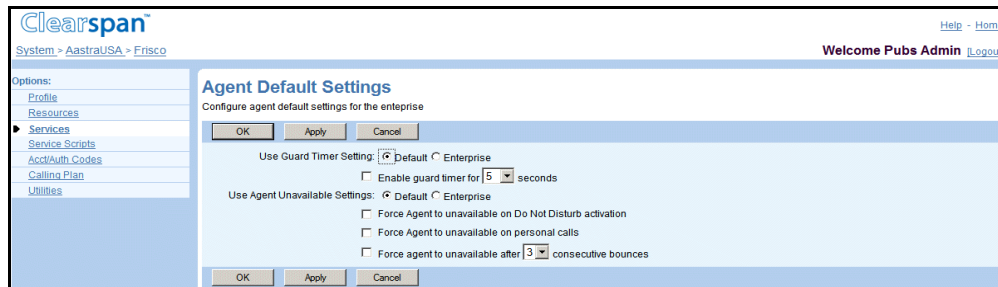 Clearspan™
Help - Hom
System > AastraUSA > Frisco
Welcome Pubs Admin [Logou
Options:
Profile
Resources
Services
Service Scripts
Acct/Auth Codes
Calling Plan
Utilities
Agent Default Settings
Configure agent default settings for the enteprise
OK Apply Cancel
Use Guard Timer Setting: Default Enterprise
Enable guard timer for 5 seconds
Use Agent Unavailable Settings: Default Enterprise
Force Agent to unavailable on Do Not Disturb activation
Force Agent to unavailable on personal calls
Force agent to unavailable after 3 consecutive bounces
OK Apply Cancel